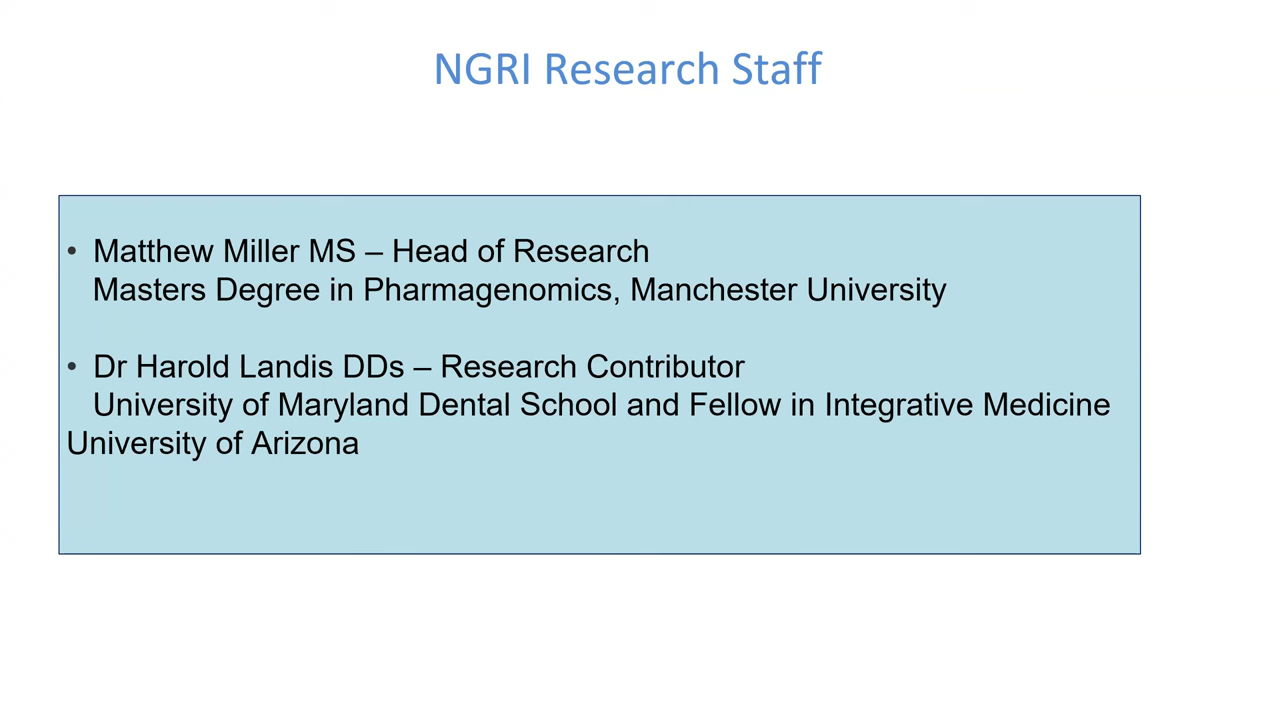 NGRI Research Staff
• Matthew Miller MS – Head of Research
Masters Degree in Pharmagenomics, Manchester University
• Dr Harold Landis DDs – Research Contributor
University of Maryland Dental School and Fellow in Integrative Medicine
University of Arizona